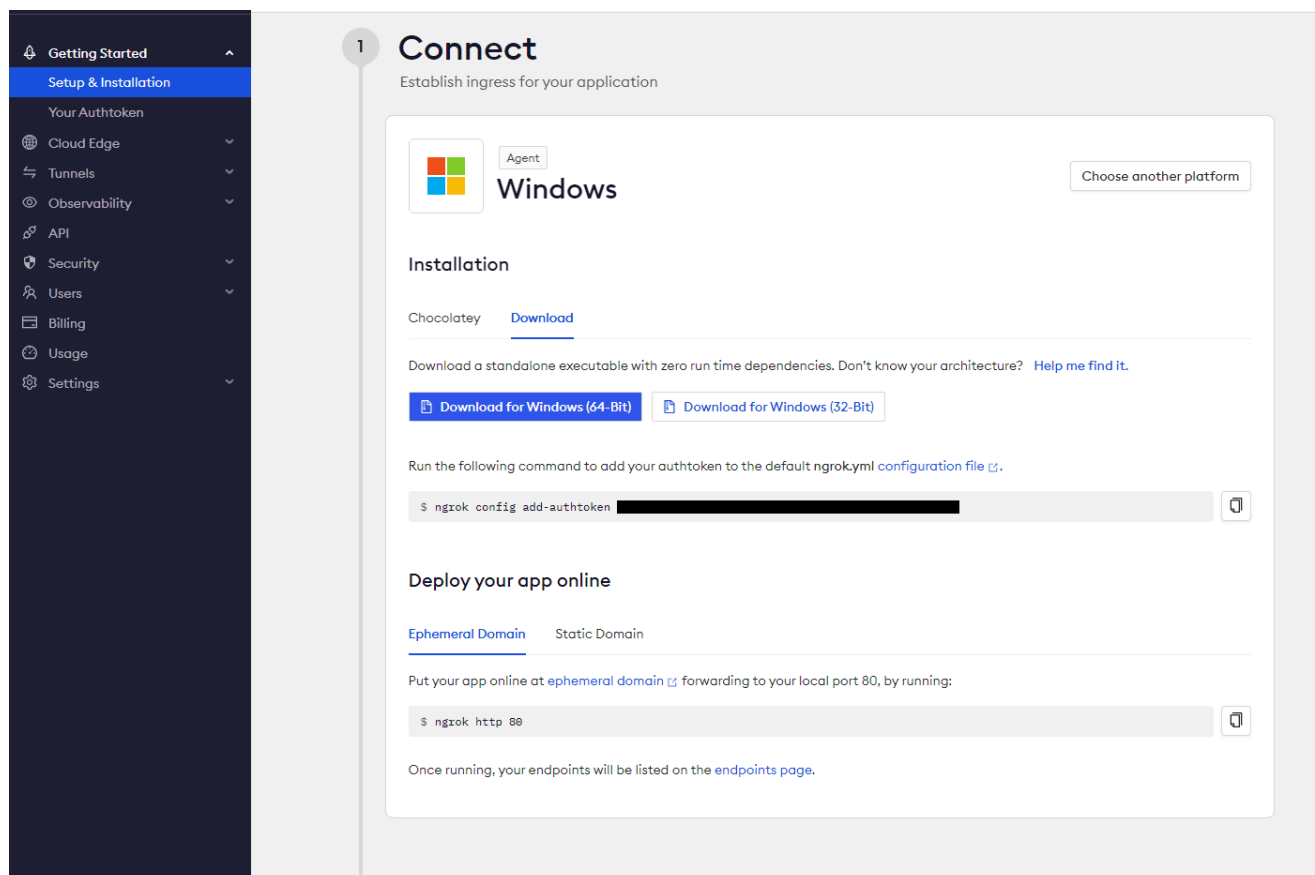 Getting Started
Setup & Installation
Your Authtoken
Cloud Edge
Tunnels
Observability
API
Security
Users
Billing
Usage
Settings
1
Connect
Establish ingress for your application
Agent
Windows
Choose another platform
Installation
Chocolatey Download
Download a standalone executable with zero run time dependencies. Don't know your architecture? Help me find it.
Download for Windows (64-Bit) Download for Windows (32-Bit)
Run the following command to add your authtoken to the default ngrok.yml configuration file.
$ ngrok config add-authtoken
Deploy your app online
Ephemeral Domain Static Domain
Put your app online at ephemeral domain forwarding to your local port 80, by running:
$ ngrok http 80
Once running, your endpoints will be listed on the endpoints page.